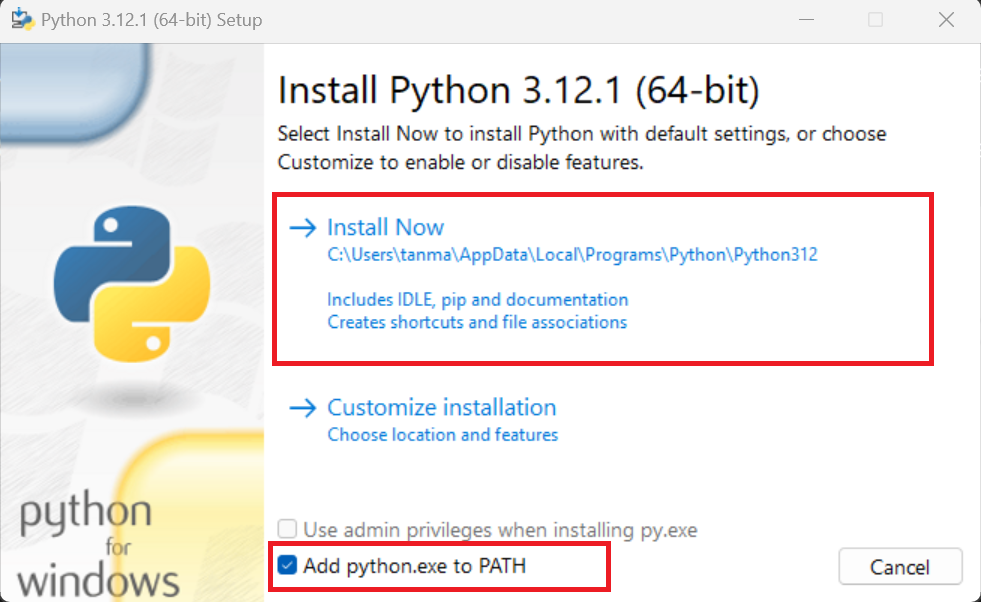 Python 3.12.1 (64-bit) Setup
Install Python 3.12.1 (64-bit)
Select Install Now to install Python with default settings, or choose
Customize to enable or disable features.
Install Now
C:\Users\tanma\AppData\Local\Programs\Python\Python312
Includes IDLE, pip and documentation
Creates shortcuts and file associations
Customize installation
Choose location and features
Use admin privileges when installing py.exe
Add python.exe to PATH
Cancel
python
for
windows